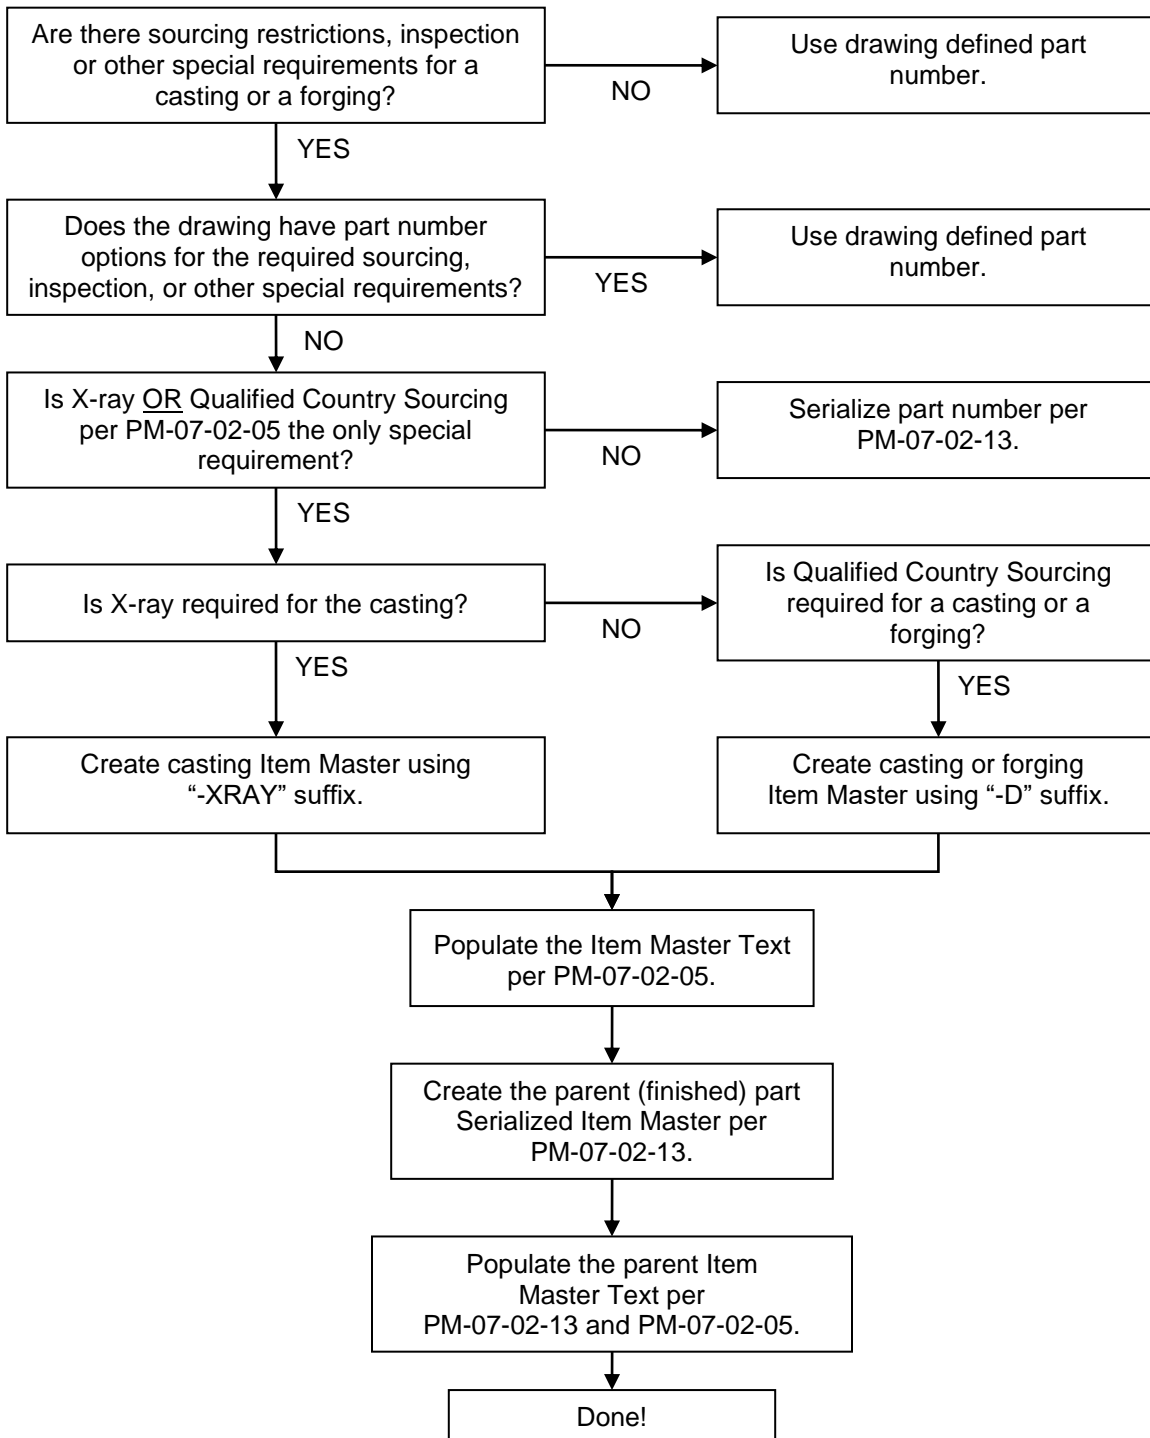 Are there sourcing restrictions, inspection
or other special requirements for a
casting or a forging?
NO
Use drawing defined part
number.
YES
Does the drawing have part number
options for the required sourcing,
inspection, or other special requirements?
YES
Use drawing defined part
number.
NO
Is X-ray OR Qualified Country Sourcing
per PM-07-02-05 the only special
requirement?
NO
Serialize part number per
PM-07-02-13.
YES
Is X-ray required for the casting?
NO
Is Qualified Country Sourcing
required for a casting or a
forging?
YES
YES
Create casting Item Master using
“-XRAY” suffix.
Create casting or forging
Item Master using “-D” suffix.
Populate the Item Master Text
per PM-07-02-05.
Create the parent (finished) part
Serialized Item Master per
PM-07-02-13.
Populate the parent Item
Master Text per
PM-07-02-13 and PM-07-02-05.
Done!